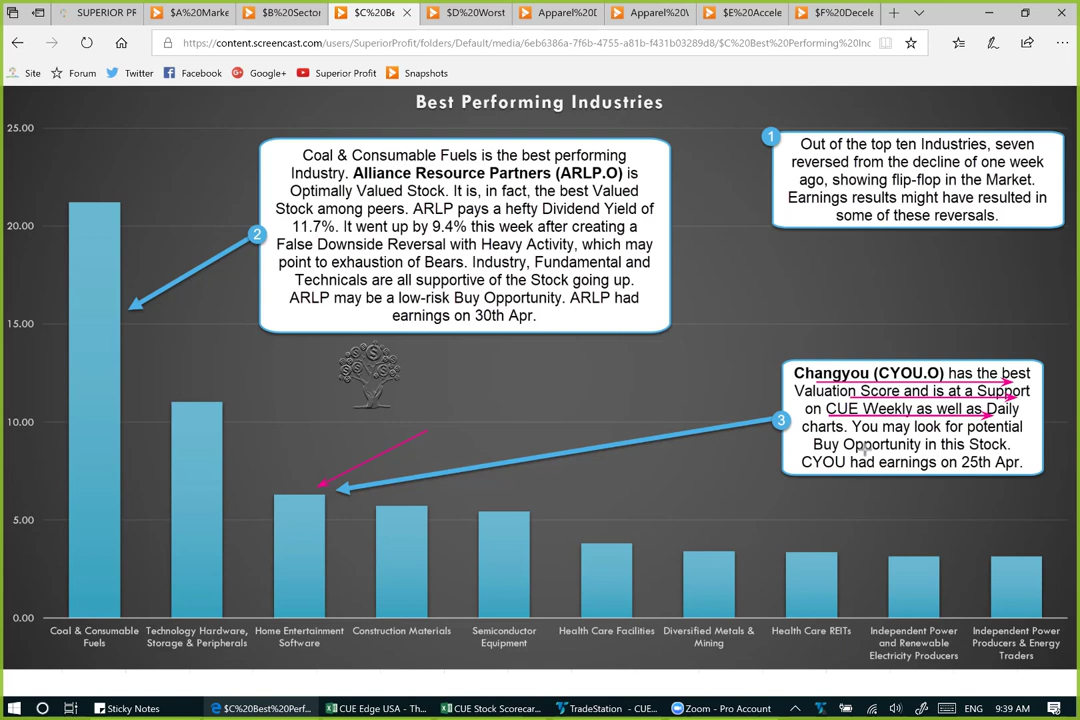 SUPERIOR PR
$A%20Marke
$B%20Sector
$C%20Be
$D%20Worst
Apparel%20D
Apparel%20V
$E%20Accele
$F%20Decele
https://content.screencast.com/users/SuperiorProfit/folders/Default/media/6eb6386a-7f6b-4755-a81b-f431b03289d8/$C%20Best%20Performing%20Inc
Site
Forum
Twitter
Facebook
Google+
Superior Profit
Snapshots
Best Performing Industries
25.00
20.00
15.00
10.00
5.00
0.00
1
Out of the top ten Industries, seven
reversed from the decline of one week
ago, showing flip-flop in the Market.
Earnings results might have resulted in
some of these reversals.
2
Coal & Consumable Fuels is the best performing
Industry. Alliance Resource Partners (ARLP.O) is
Optimally Valued Stock. It is, in fact, the best Valued
Stock among peers. ARLP pays a hefty Dividend Yield of
11.7%. It went up by 9.4% this week after creating a
False Downside Reversal with Heavy Activity, which may
point to exhaustion of Bears. Industry, Fundamental and
Technicals are all supportive of the Stock going up.
ARLP may be a low-risk Buy Opportunity. ARLP had
earnings on 30th Apr.
3
Changyou (CYOU.O) has the best
Valuation Score and is at a Support
on CUE Weekly as well as Daily
charts. You may look for potential
Buy Opportunity in this Stock.
CYOU had earnings on 25th Apr.
Coal & Consumable
Fuels
Technology Hardware,
Storage & Peripherals
Home Entertainment
Software
Construction Materials
Semiconductor
Equipment
Health Care Facilities
Diversified Metals &
Mining
Health Care REITs
Independent Power
and Renewable
Electricity Producers
Independent Power
Producers & Energy
Traders
Sticky Notes
$C%20Best%20Perf...
CUE Edge USA - Th...
CUE Stock Scorecar...
TradeStation - CUE...
Zoom - Pro Account
ENG
9:39 AM